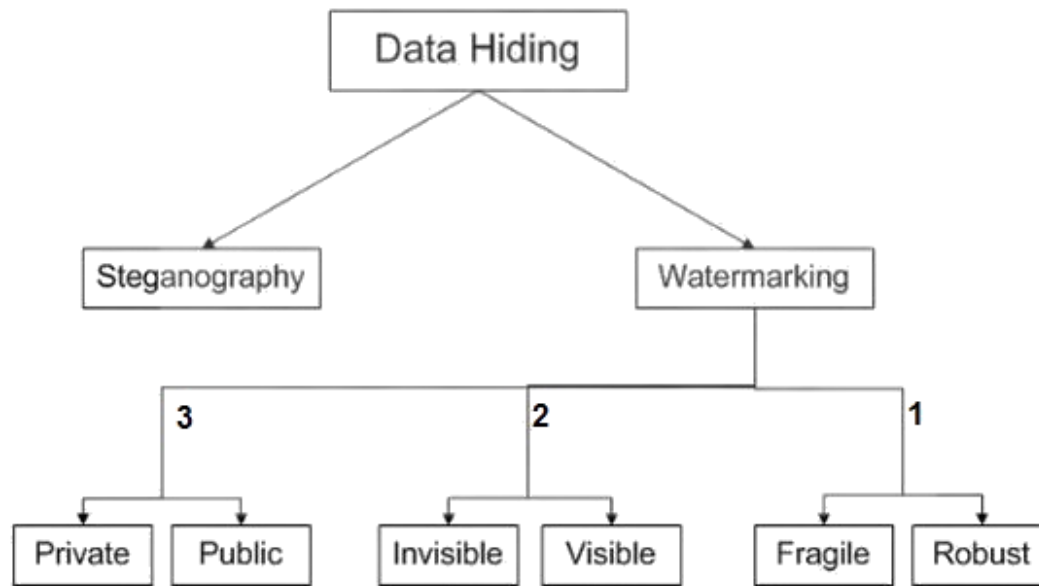 Data Hiding
Steganography
Watermarking
3
2
1
Private
Public
Invisible
Visible
Fragile
Robust